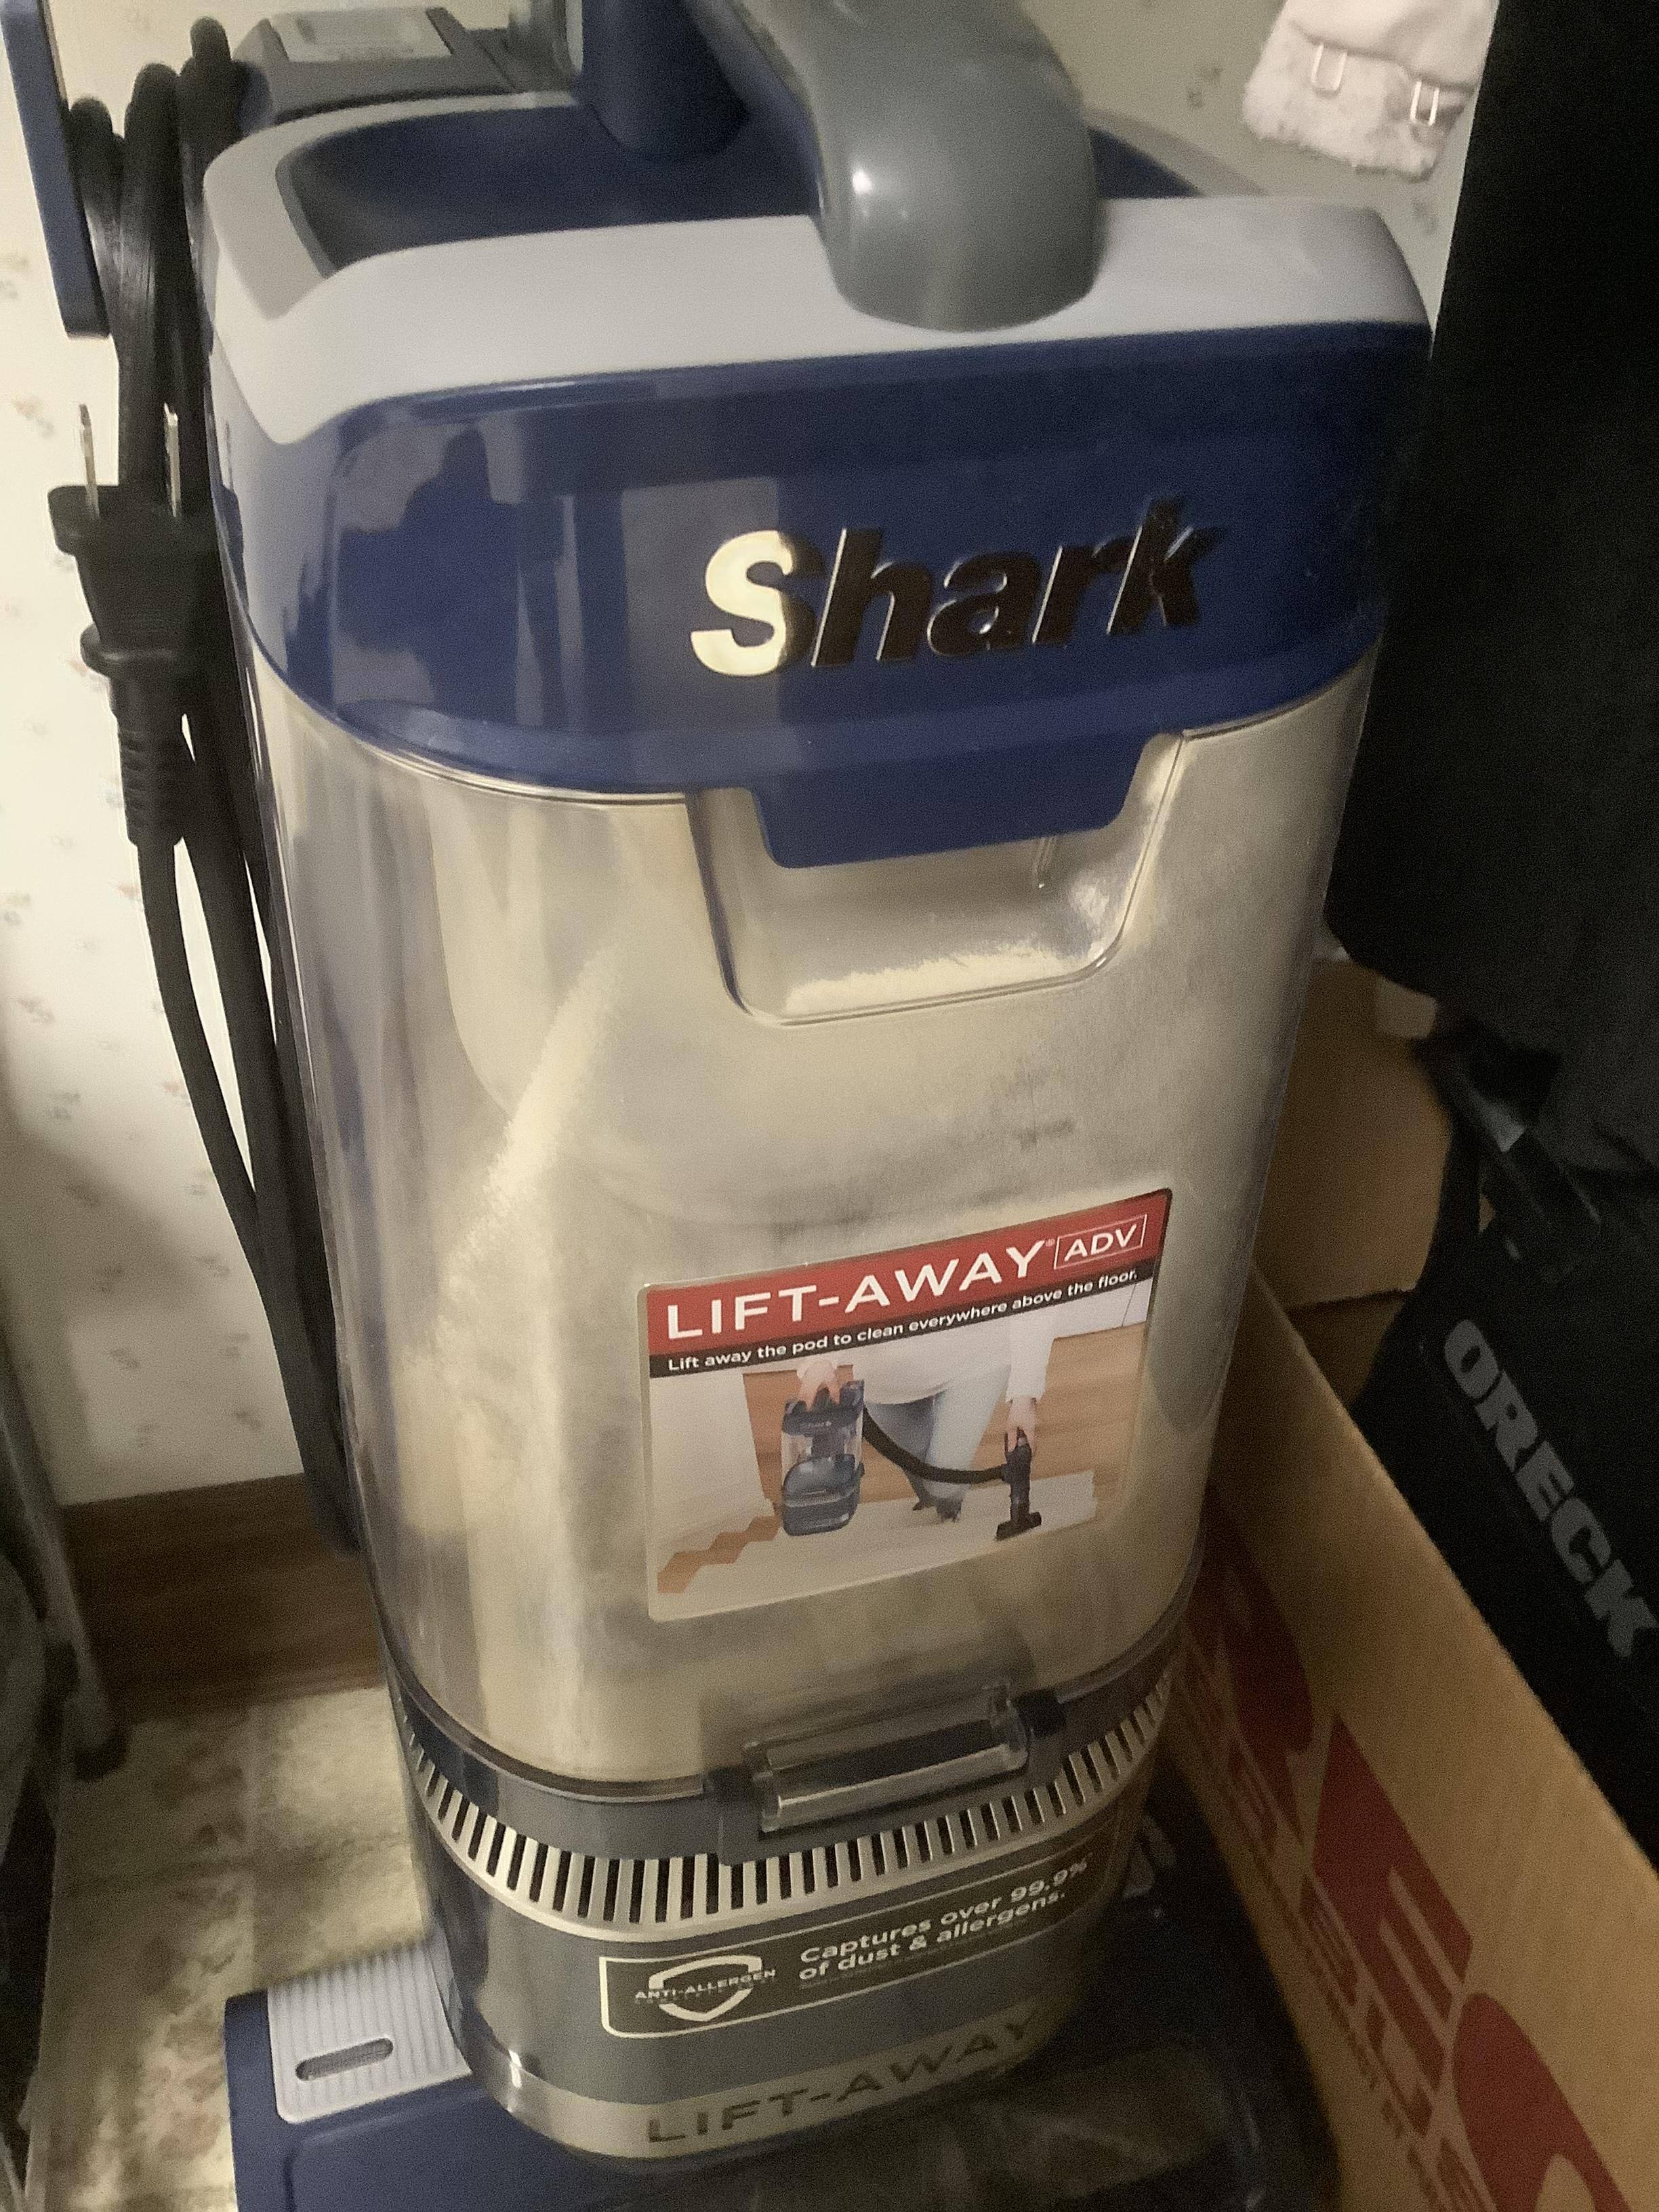 Shark
LIFT-AWAY® ADV
Lift away the pod to clean everywhere above the floor.
Shark
ORECK
Captures over 99.9%
of dust & allergens.
ANTI-ALLERGEN
LIFT-AWAY